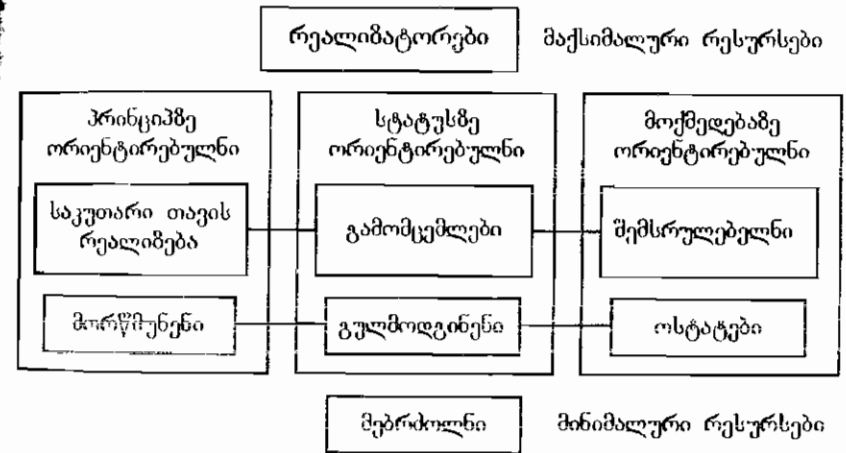 რეალიზატორები
მაქსიმალური რესურსები
პრინციპზე
ორიენტირებულნი
სტატუსზე
ორიენტირებულნი
მოქმედებაზე
ორიენტირებულნი
საკუთარი თავის
რეალიზება
გამომცემლები
შემსრულებელნი
მორწმუნენი
გულმოდგინენი
ოსტატები
მებრძოლნი
მინიმალური რესურსები